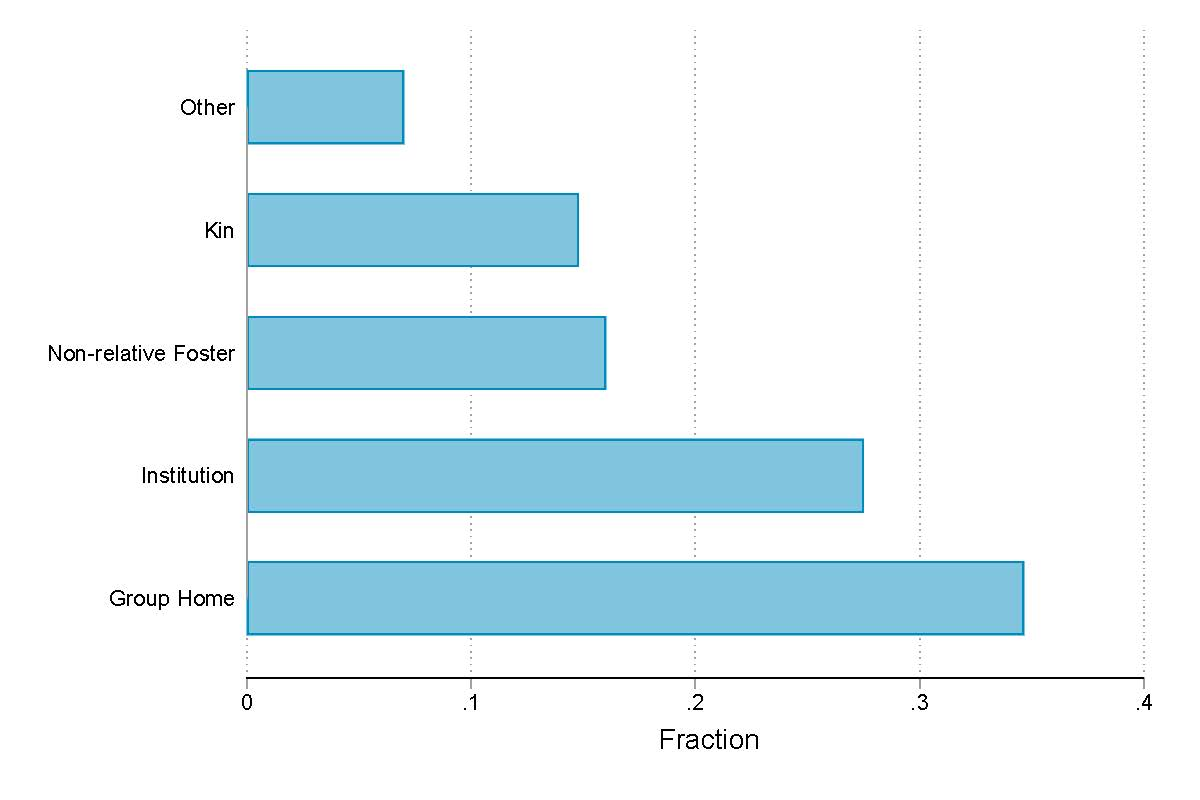 Other
Kin
Non-relative Foster
Institution
Group Home
0 .1 .2 .3 .4
Fraction